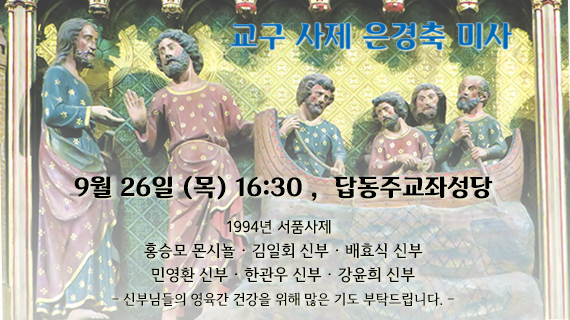 교구 사제 은경축 미사
9월 26일 (목) 16:30 , 답동주교좌성당
1994년 서품사제
홍승모 몬시뇰 · 김일회 신부 · 배효식 신부
민영환 신부 · 한관우 신부 · 강윤희 신부
- 신부님들의 영육간 건강을 위해 많은 기도 부탁드립니다. -